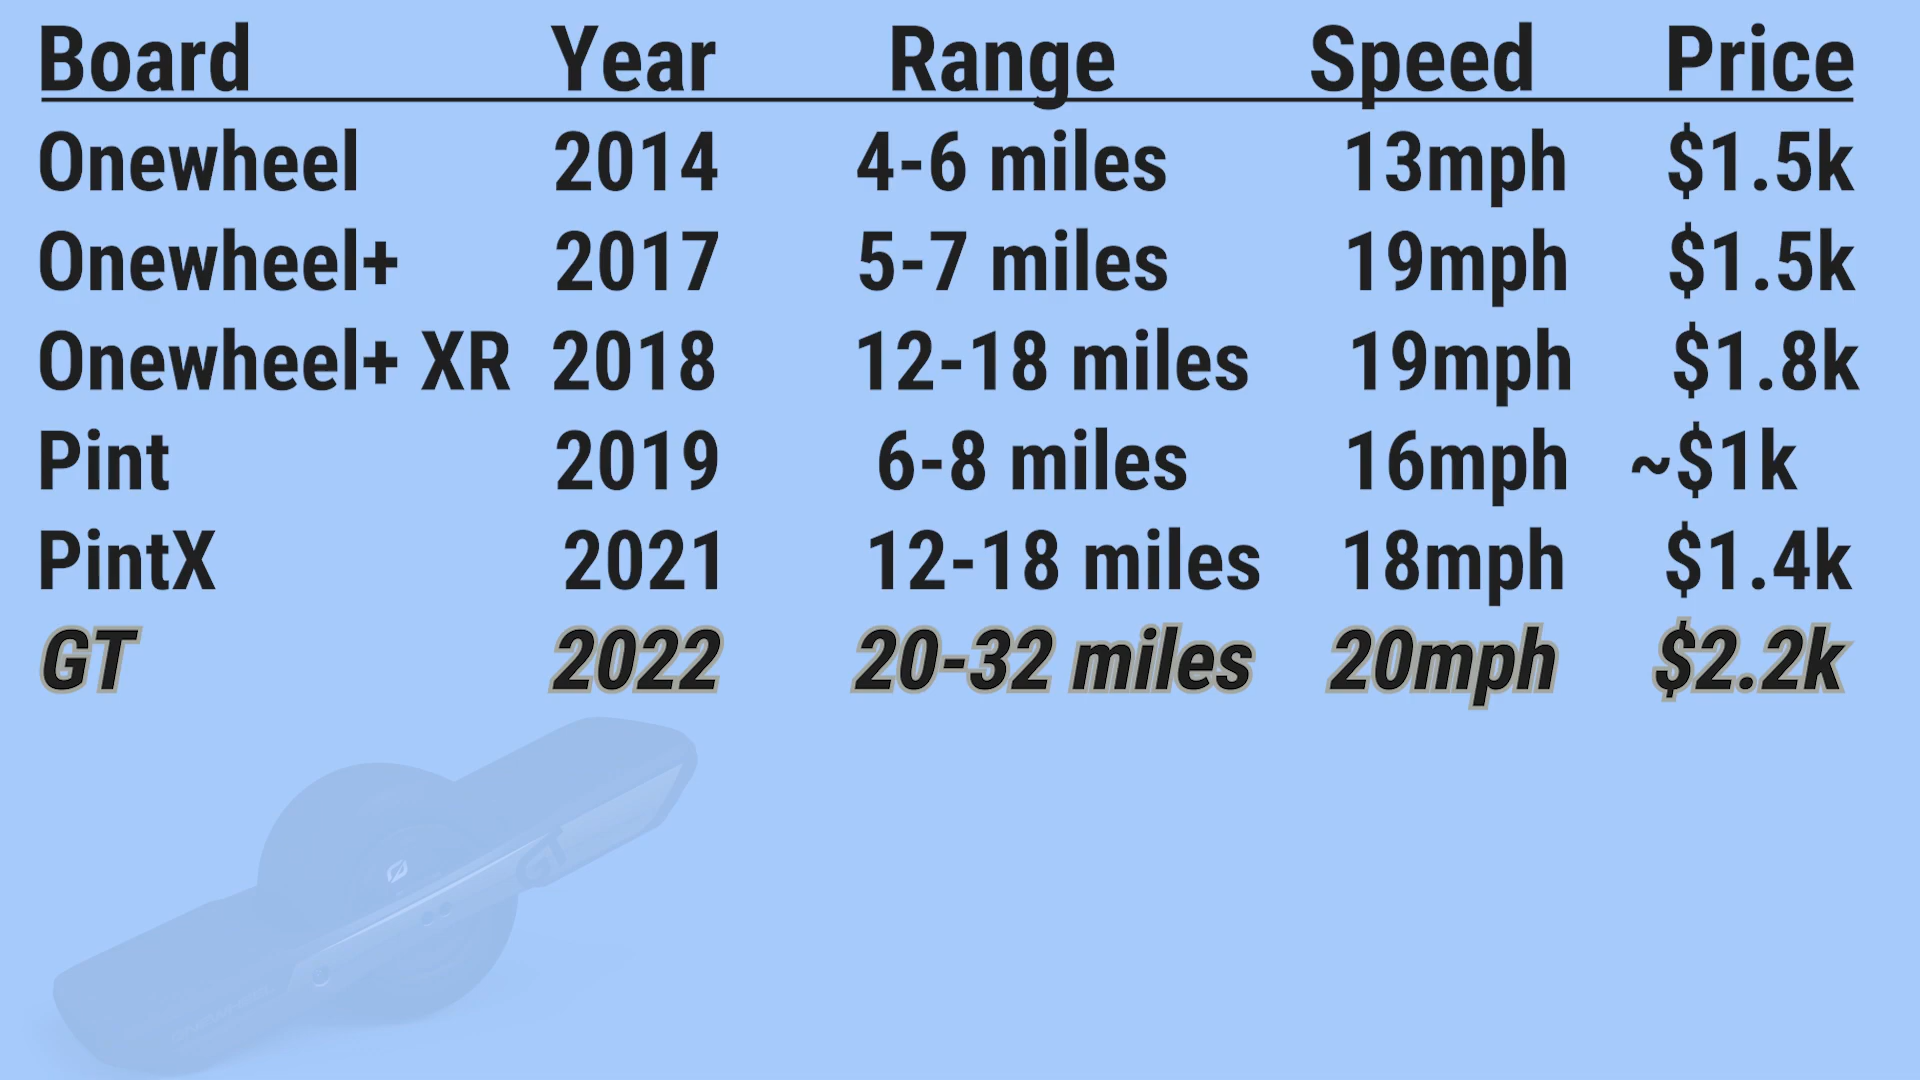 Board Year Range Speed Price
Onewheel 2014 4-6 miles 13mph $1.5k
Onewheel+ 2017 5-7 miles 19mph $1.5k
Onewheel+ XR 2018 12-18 miles 19mph $1.8k
Pint 2019 6-8 miles 16mph ~$1k
PintX 2021 12-18 miles 18mph $1.4k
GT 2022 20-32 miles 20mph $2.2k
GT